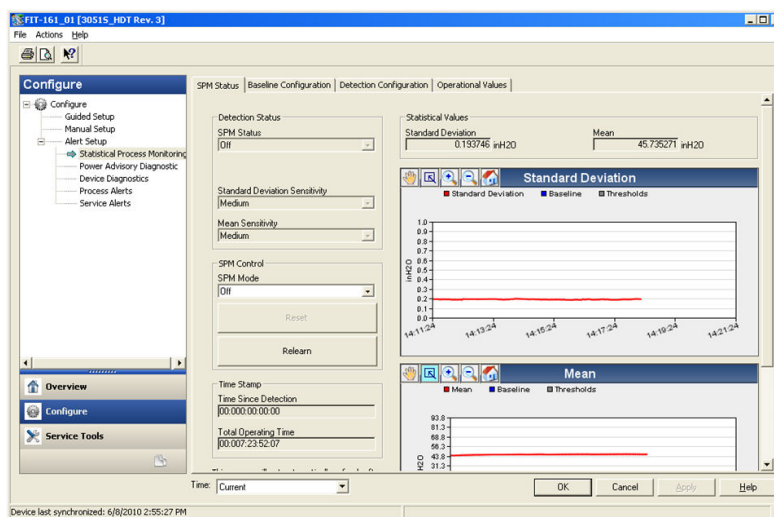 FIT-161_01 [3051S_HDT Rev. 3]
File Actions Help
Configure
Configure
Guided Setup
Manual Setup
Alert Setup
Statistical Process Monitoring
Power Advisory Diagnostic
Device Diagnostics
Process Alerts
Service Alerts
Overview
Configure
Service Tools
SPM Status Baseline Configuration Detection Configuration Operational Values
Detection Status
SPM Status
Off
Standard Deviation Sensitivity
Medium
Mean Sensitivity
Medium
SPM Control
SPM Mode
Off
Reset
Relearn
Time Stamp
Time Since Detection
00:000:00:00:00
Total Operating Time
00:007:23:52:07
Statistical Values
Standard Deviation Mean
0.193746 inH2O 45.735271 inH2O
Standard Deviation
Standard Deviation Baseline Thresholds
inH2O
1.0
0.9
0.8
0.7
0.6
0.5
0.4
0.3
0.2
0.1
0.0
14:11:24 14:13:24 14:15:24 14:17:24 14:19:24 14:21:24
Mean
Mean Baseline Thresholds
H2O
93.8
81.3
68.8
56.3
43.8
31.3
Time: Current
OK Cancel Apply Help
Device last synchronized: 6/8/2010 2:55:27 PM